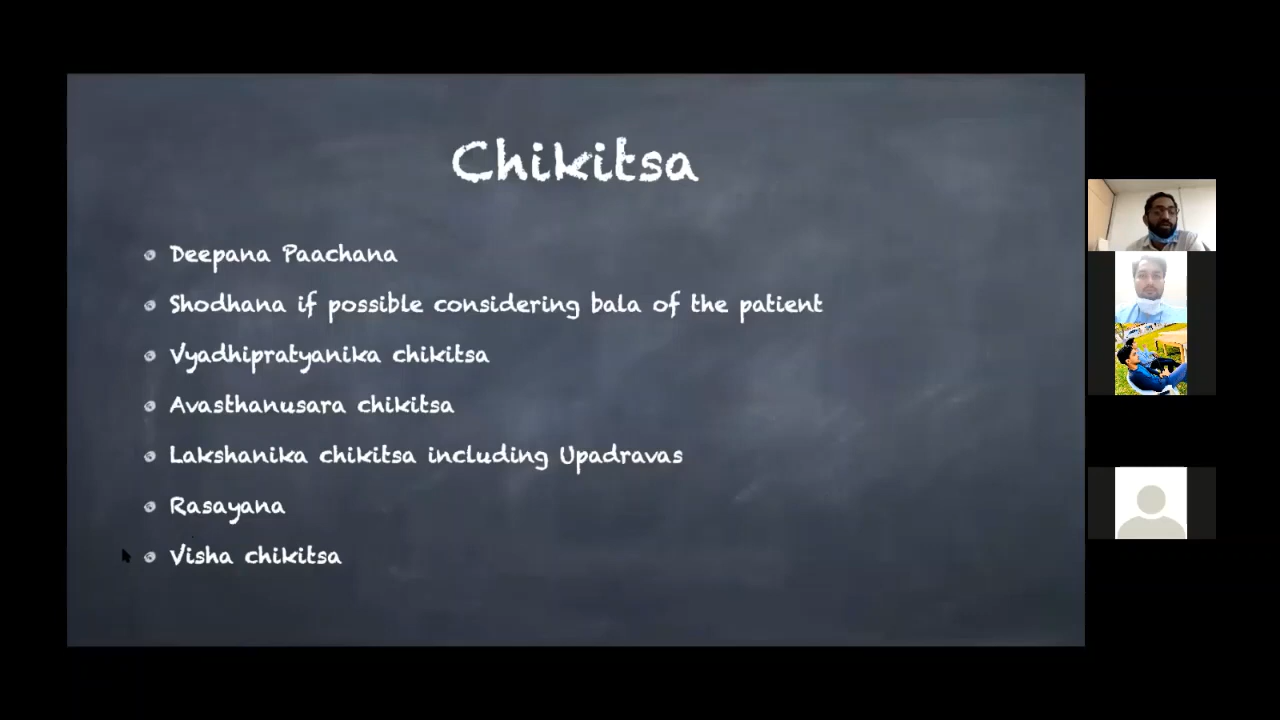 Chikitsa
Deepana Paachana
Shodhana if possible considering bala of the patient
Vyadhipratyanika chikitsa
Avasthanusara chikitsa
Lakshanika chikitsa including Upadravas
Rasayana
Visha chikitsa